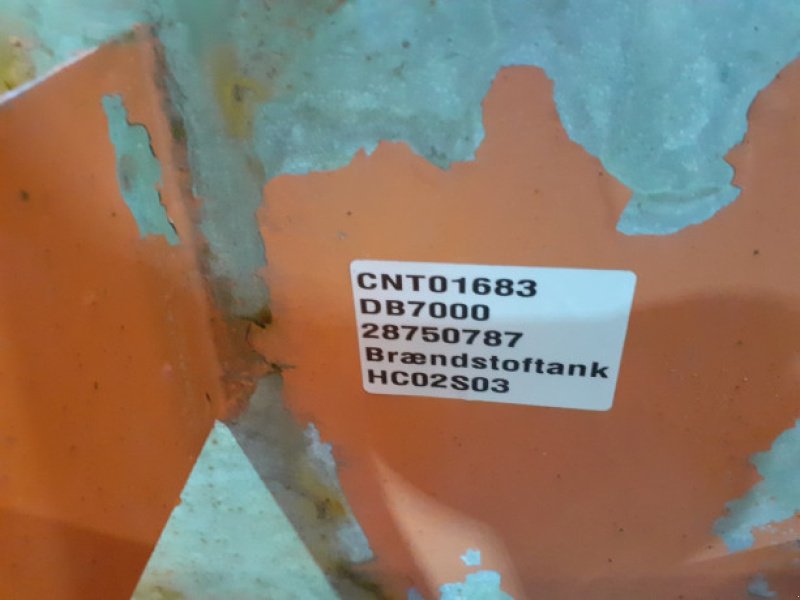 CNT01683
DB7000
28750787
Brændstoftank
HC02S03